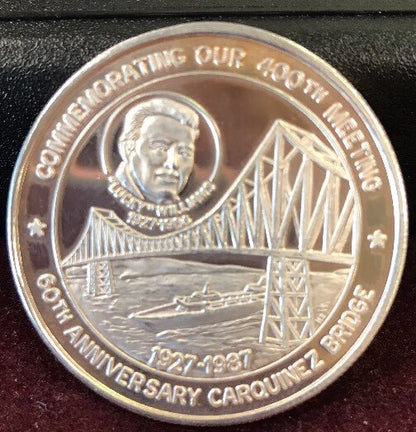 COMMEMORATING OUR 400TH MEETING
"LUCKY" WILLIAMS
1927-1987
60TH ANNIVERSARY CARQUINEZ BRIDGE